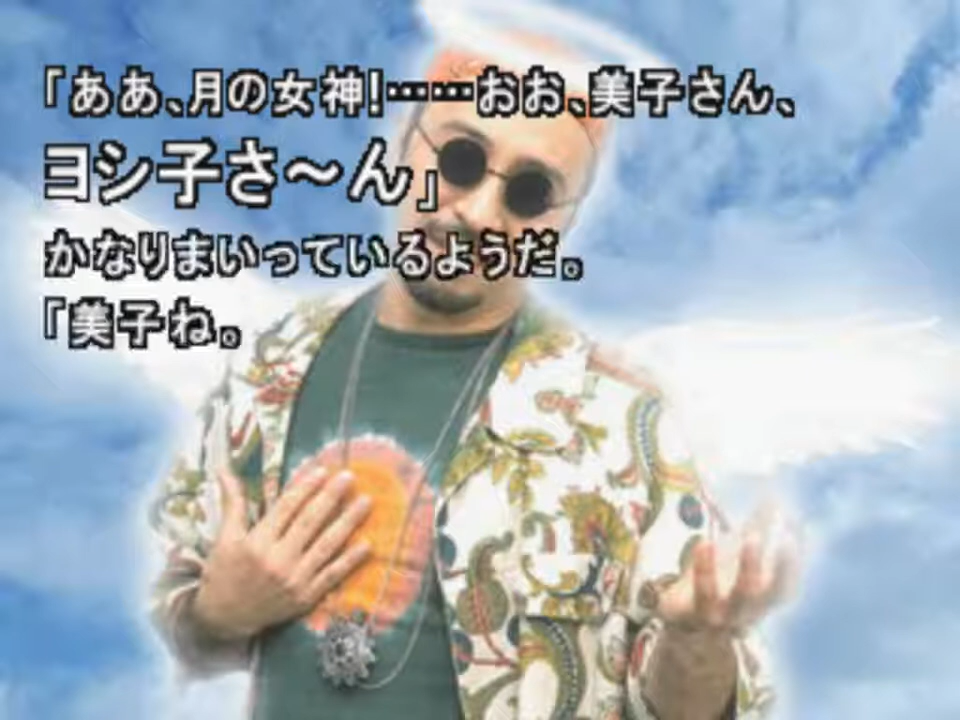 「ああ、月の女神!……おお、美子さん、
ヨシ子さ～ん」
かなりまいっているようだ。
「美子ね。